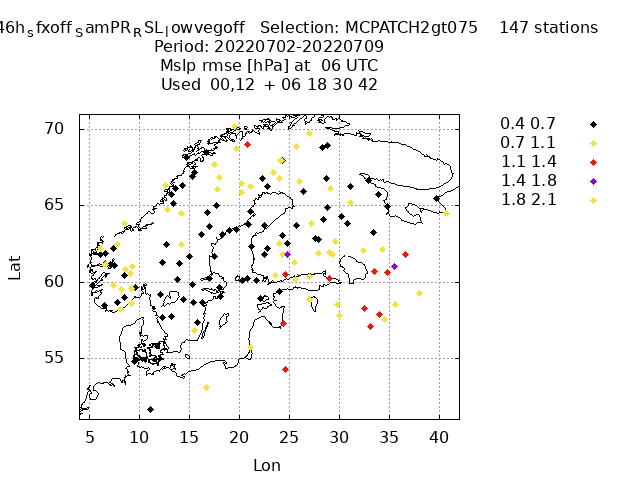 46h_sfxoff_SamPR_RSL_lowvegoff Selection: MCPATCH2gt075 147 stations
Period: 20220702-20220709
Mslp rmse [hPa] at 06 UTC
Used 00,12 + 06 18 30 42
0.4 0.7
0.7 1.1
1.1 1.4
1.4 1.8
1.8 2.1
70
65
60
55
Lat
5 10 15 20 25 30 35 40
Lon